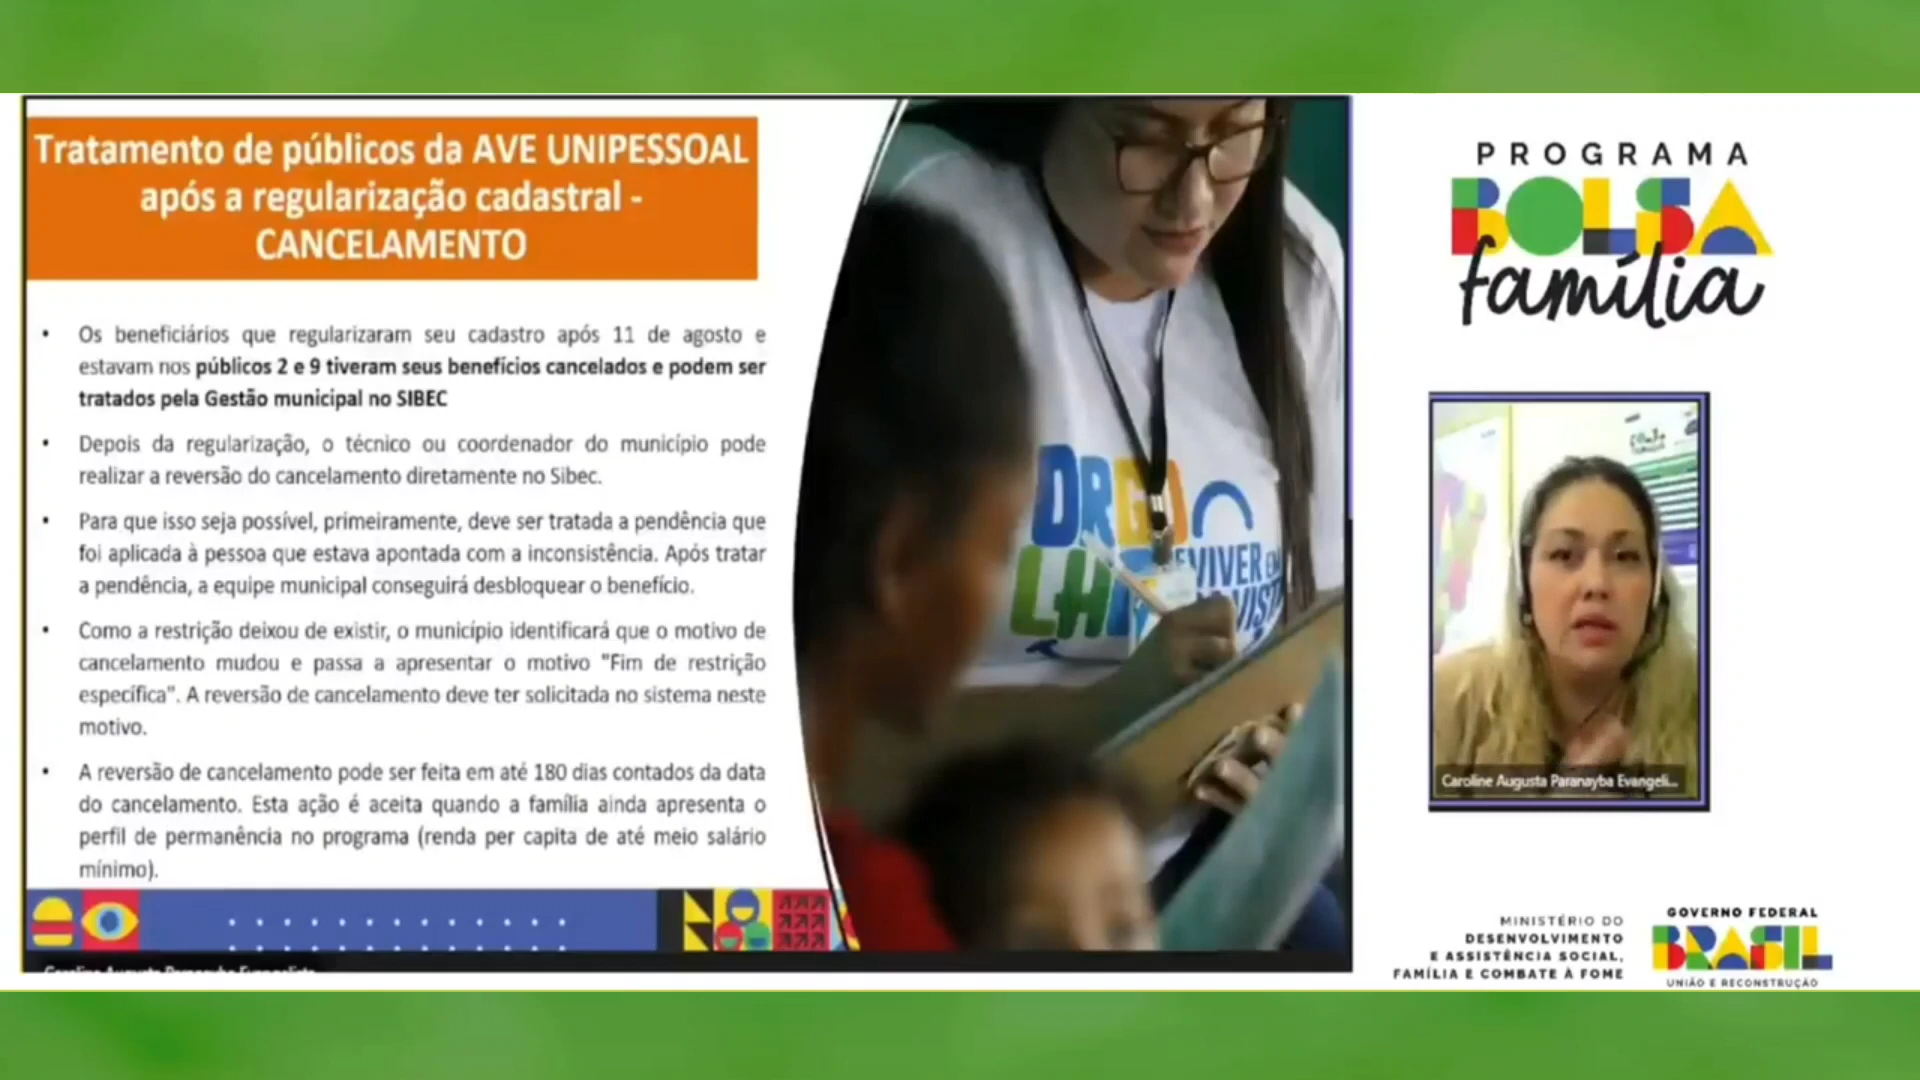 Tratamento de públicos da AVE UNIPESSOAL
após a regularização cadastral -
CANCELAMENTO
• Os beneficiários que regularizaram seu cadastro após 11 de agosto e
estavam nos públicos 2 e 9 tiveram seus benefícios cancelados e podem ser
tratados pela Gestão municipal no SIBEC
• Depois da regularização, o técnico ou coordenador do município pode
realizar a reversão do cancelamento diretamente no Sibec.
• Para que isso seja possível, primeiramente, deve ser tratada a pendência que
foi aplicada à pessoa que estava apontada com a inconsistência. Após tratar
a pendência, a equipe municipal conseguirá desbloquear o benefício.
• Como a restrição deixou de existir, o município identificará que o motivo de
cancelamento mudou e passa a apresentar o motivo "Fim de restrição
específica". A reversão de cancelamento deve ter solicitada no sistema neste
motivo.
• A reversão de cancelamento pode ser feita em até 180 dias contados da data
do cancelamento. Esta ação é aceita quando a família ainda apresenta o
perfil de permanência no programa (renda per capita de até meio salário
mínimo).
PROGRAMA
BOLSA
família
Caroline Augusta Paranayba Evangeli...
MINISTÉRIO DO
DESENVOLVIMENTO
E ASSISTÊNCIA SOCIAL,
FAMÍLIA E COMBATE À FOME
GOVERNO FEDERAL
BRASIL
UNIÃO E RECONSTRUÇÃO